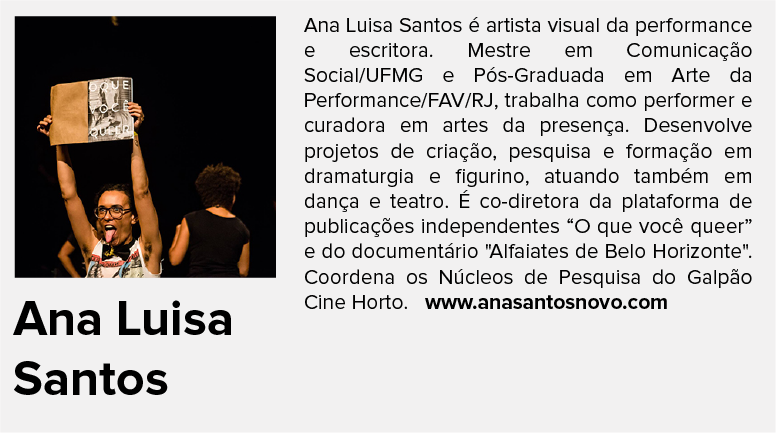 O QUE
VOCÊ
QUEER
Ana Luisa
Santos
Ana Luisa Santos é artista visual da performance
e escritora. Mestre em Comunicação
Social/UFMG e Pós-Graduada em Arte da
Performance/FAV/RJ, trabalha como performer e
curadora em artes da presença. Desenvolve
projetos de criação, pesquisa e formação em
dramaturgia e figurino, atuando também em
dança e teatro. É co-diretora da plataforma de
publicações independentes “O que você queer”
e do documentário "Alfaiates de Belo Horizonte".
Coordena os Núcleos de Pesquisa do Galpão
Cine Horto. www.anasantosnovo.com